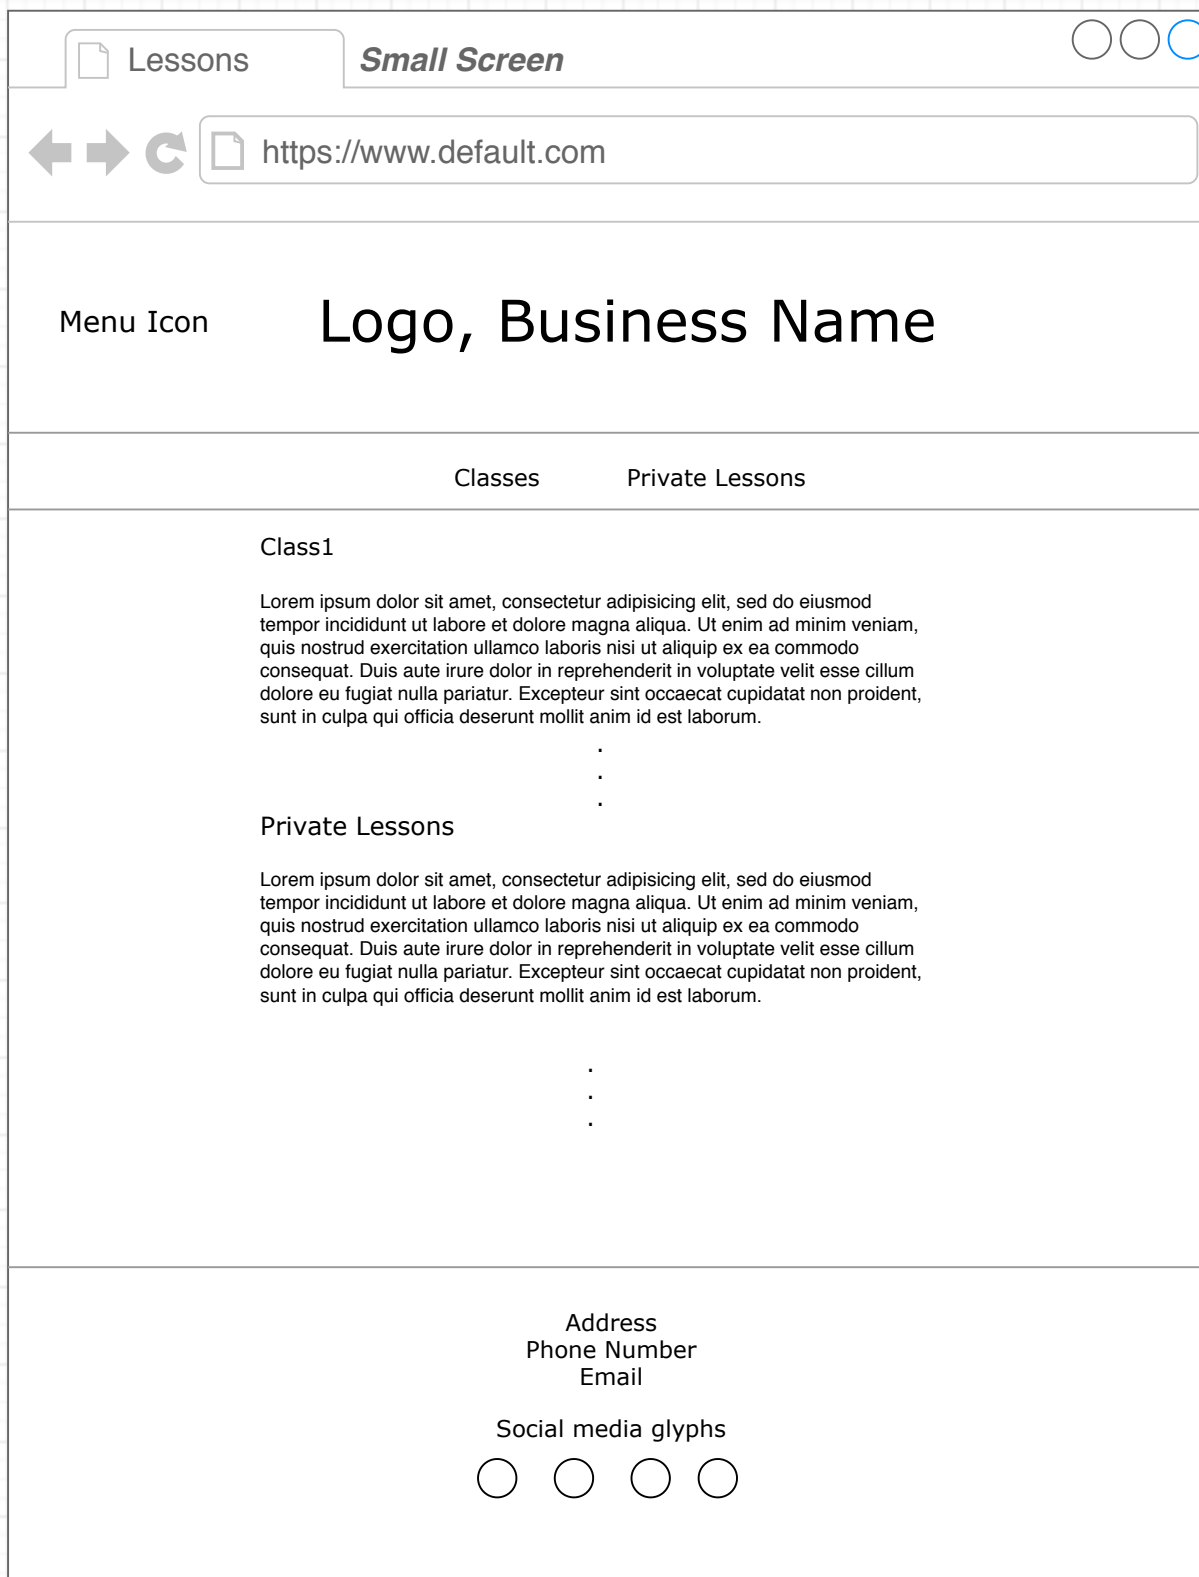 Lessons
Small Screen
https://www.default.com
Menu Icon
Logo, Business Name
Classes
Private Lessons
Class1
Lorem ipsum dolor sit amet, consectetur adipisicing elit, sed do eiusmod
tempor incididunt ut labore et dolore magna aliqua. Ut enim ad minim veniam,
quis nostrud exercitation ullamco laboris nisi ut aliquip ex ea commodo
consequat. Duis aute irure dolor in reprehenderit in voluptate velit esse cillum
dolore eu fugiat nulla pariatur. Excepteur sint occaecat cupidatat non proident,
sunt in culpa qui officia deserunt mollit anim id est laborum.
.
.
.
Private Lessons
Lorem ipsum dolor sit amet, consectetur adipisicing elit, sed do eiusmod
tempor incididunt ut labore et dolore magna aliqua. Ut enim ad minim veniam,
quis nostrud exercitation ullamco laboris nisi ut aliquip ex ea commodo
consequat. Duis aute irure dolor in reprehenderit in voluptate velit esse cillum
dolore eu fugiat nulla pariatur. Excepteur sint occaecat cupidatat non proident,
sunt in culpa qui officia deserunt mollit anim id est laborum.
.
.
.
Address
Phone Number
Email
Social media glyphs